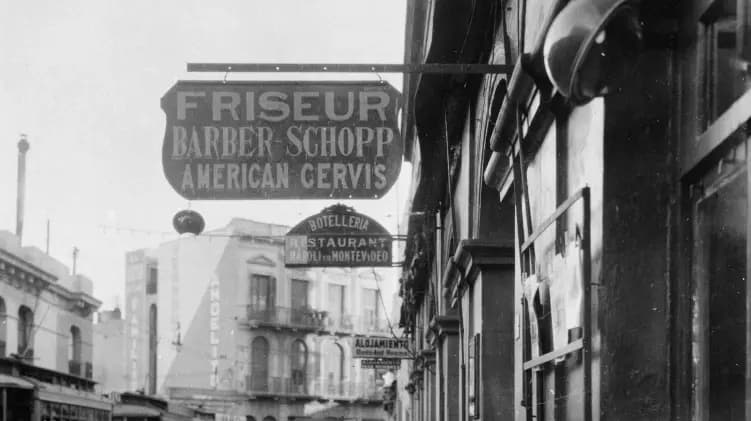 FRISEUR
BARBER-SCHOPP
AMERICAN CERVIS
BOTELLERIA
RESTAURANT
NAPOLI EN MONTEVIDEO
ALOJAMIENTO